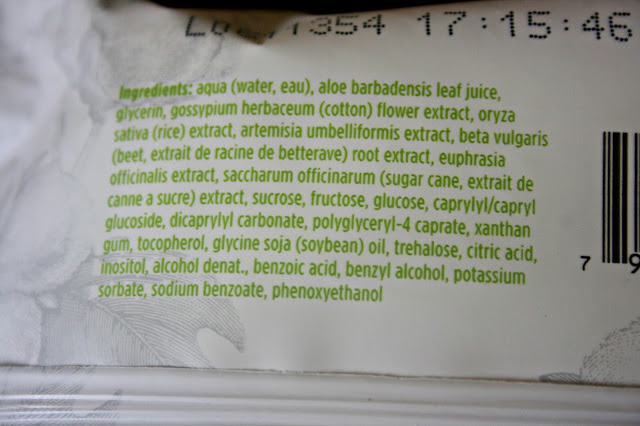 1354 17:15:46
Ingredients: aqua (water, eau), aloe barbadensis leaf juice,
glycerin, gossypium herbaceum (cotton) flower extract, oryza
sativa (rice) extract, artemisia umbelliformis extract, beta vulgaris
(beet, extrait de racine de betterave) root extract, euphrasia
officinalis extract, saccharum officinarum (sugar cane, extrait de
canne a sucre) extract, sucrose, fructose, glucose, caprylyl/capryl
glucoside, dicaprylyl carbonate, polyglyceryl-4 caprate, xanthan
gum, tocopherol, glycine soja (soybean) oil, trehalose, citric acid,
inositol, alcohol denat., benzoic acid, benzyl alcohol, potassium
sorbate, sodium benzoate, phenoxyethanol
7 9